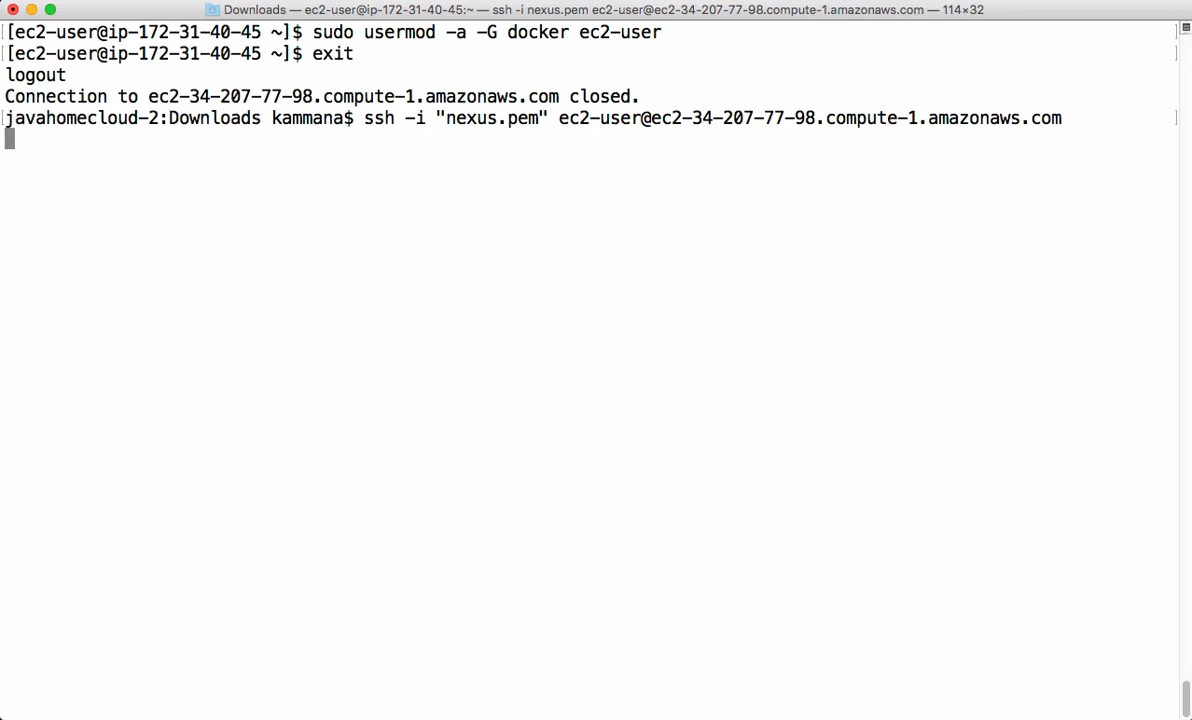 Downloads — ec2-user@ip-172-31-40-45:~ — ssh -i nexus.pem ec2-user@ec2-34-207-77-98.compute-1.amazonaws.com — 114×32
[ec2-user@ip-172-31-40-45 ~]$ sudo usermod -a -G docker ec2-user
[ec2-user@ip-172-31-40-45 ~]$ exit
logout
Connection to ec2-34-207-77-98.compute-1.amazonaws.com closed.
javahomecloud-2:Downloads kammana$ ssh -i "nexus.pem" ec2-user@ec2-34-207-77-98.compute-1.amazonaws.com